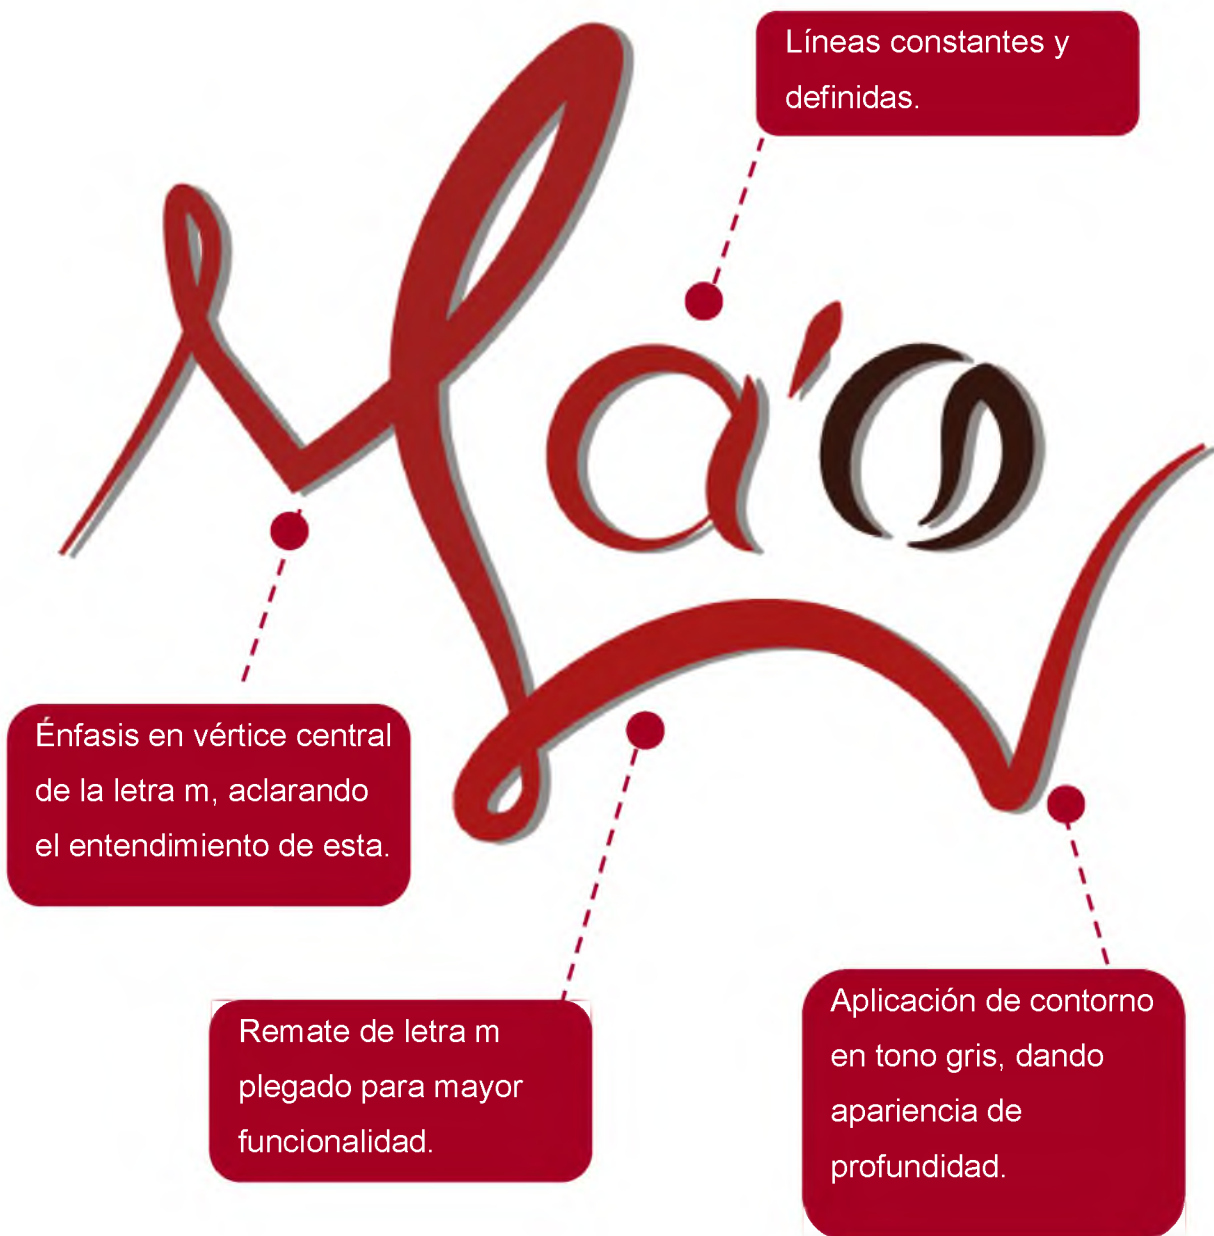 Líneas constantes y
definidas.
Ma'o
Énfasis en vértice central
de la letra m, aclarando
el entendimiento de esta.
Remate de letra m
plegado para mayor
funcionalidad.
Aplicación de contorno
en tono gris, dando
apariencia de
profundidad.